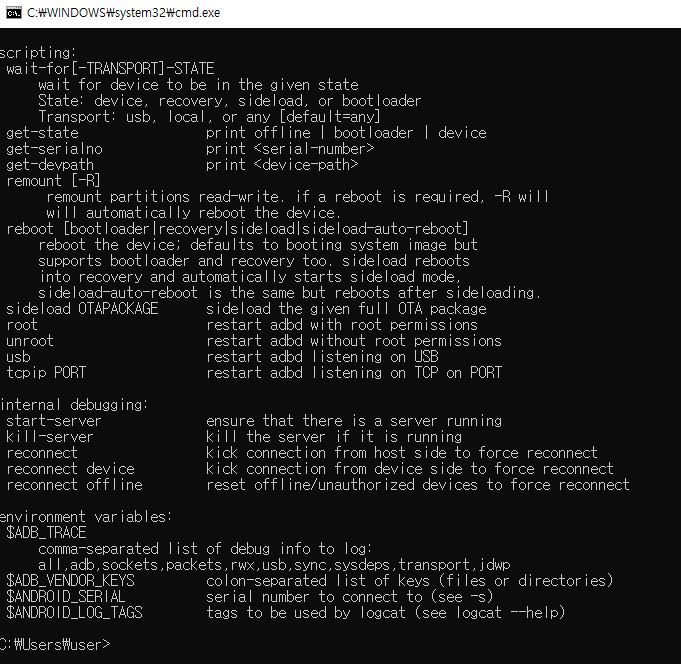 C:₩WINDOWS₩system32₩cmd.exe
scripting:
wait-for[-TRANSPORT]-STATE
wait for device to be in the given state
State: device, recovery, sideload, or bootloader
Transport: usb, local, or any [default=any]
get-state print offline | bootloader | device
get-serialno print <serial-number>
get-devpath print <device-path>
remount [-R]
remount partitions read-write. if a reboot is required, -R will
will automatically reboot the device.
reboot [bootloader|recovery|sideload|sideload-auto-reboot]
reboot the device; defaults to booting system image but
supports bootloader and recovery too. sideload reboots
into recovery and automatically starts sideload mode,
sideload-auto-reboot is the same but reboots after sideloading.
sideload OTAPACKAGE sideload the given full OTA package
root restart adbd with root permissions
unroot restart adbd without root permissions
usb restart adbd listening on USB
tcpip PORT restart adbd listening on TCP on PORT
internal debugging:
start-server ensure that there is a server running
kill-server kill the server if it is running
reconnect kick connection from host side to force reconnect
reconnect device kick connection from device side to force reconnect
reconnect offline reset offline/unauthorized devices to force reconnect
environment variables:
$ADB_TRACE
comma-separated list of debug info to log:
all,adb,sockets,packets,rwx,usb,sync,sysdeps,transport,jdwp
$ADB_VENDOR_KEYS colon-separated list of keys (files or directories)
$ANDROID_SERIAL serial number to connect to (see -s)
$ANDROID_LOG_TAGS tags to be used by logcat (see logcat --help)
C:₩Users₩user>